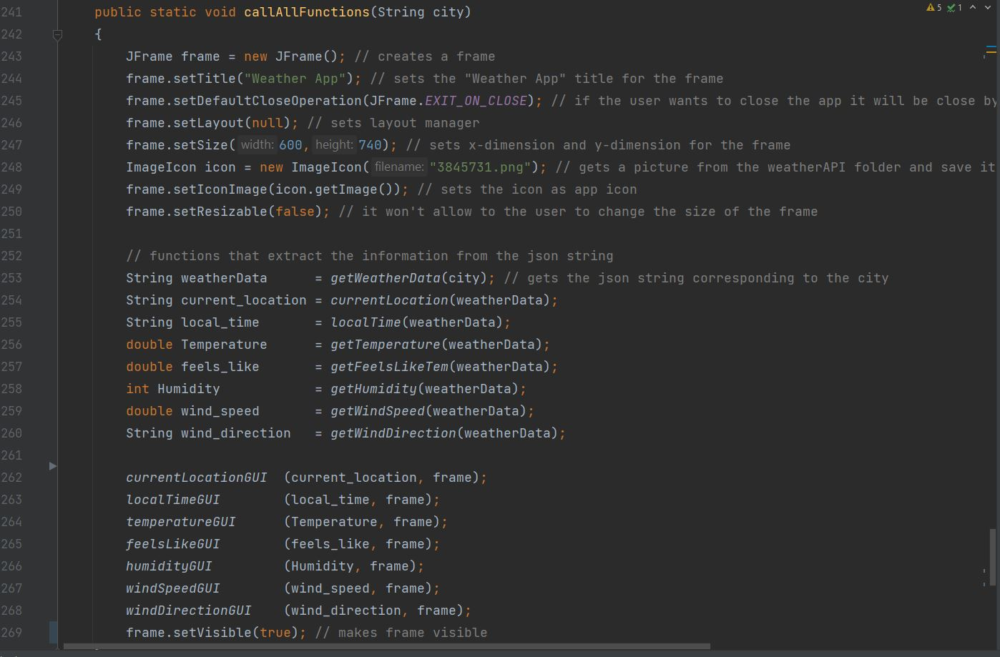 241 public static void callAllFunctions(String city) 5 1
242 {
243 JFrame frame = new JFrame(); // creates a frame
244 frame.setTitle("Weather App"); // sets the "Weather App" title for the frame
245 frame.setDefaultCloseOperation(JFrame.EXIT_ON_CLOSE); // if the user wants to close the app it will be close by
246 frame.setLayout(null); // sets layout manager
247 frame.setSize( width: 600, height: 740); // sets x-dimension and y-dimension for the frame
248 ImageIcon icon = new ImageIcon( filename: "3845731.png"); // gets a picture from the weatherAPI folder and save it
249 frame.setIconImage(icon.getImage()); // sets the icon as app icon
250 frame.setResizable(false); // it won't allow to the user to change the size of the frame
251
252 // functions that extract the information from the json string
253 String weatherData = getWeatherData(city); // gets the json string corresponding to the city
254 String current_location = currentLocation(weatherData);
255 String local_time = localTime(weatherData);
256 double Temperature = getTemperature(weatherData);
257 double feels_like = getFeelsLikeTem(weatherData);
258 int Humidity = getHumidity(weatherData);
259 double wind_speed = getWindSpeed(weatherData);
260 String wind_direction = getWindDirection(weatherData);
261
262 currentLocationGUI (current_location, frame);
263 localTimeGUI (local_time, frame);
264 temperatureGUI (Temperature, frame);
265 feelsLikeGUI (feels_like, frame);
266 humidityGUI (Humidity, frame);
267 windSpeedGUI (wind_speed, frame);
268 windDirectionGUI (wind_direction, frame);
269 frame.setVisible(true); // makes frame visible